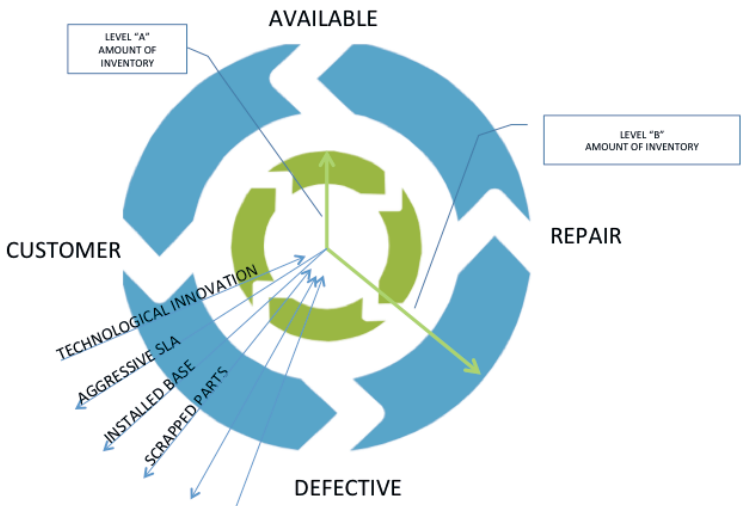 AVAILABLE
LEVEL “A”
AMOUNT OF
INVENTORY
LEVEL “B”
AMOUNT OF INVENTORY
CUSTOMER
REPAIR
TECHNOLOGICAL INNOVATION
AGGRESSIVE SLA
INSTALLED BASE
SCRAPPED PARTS
DEFECTIVE